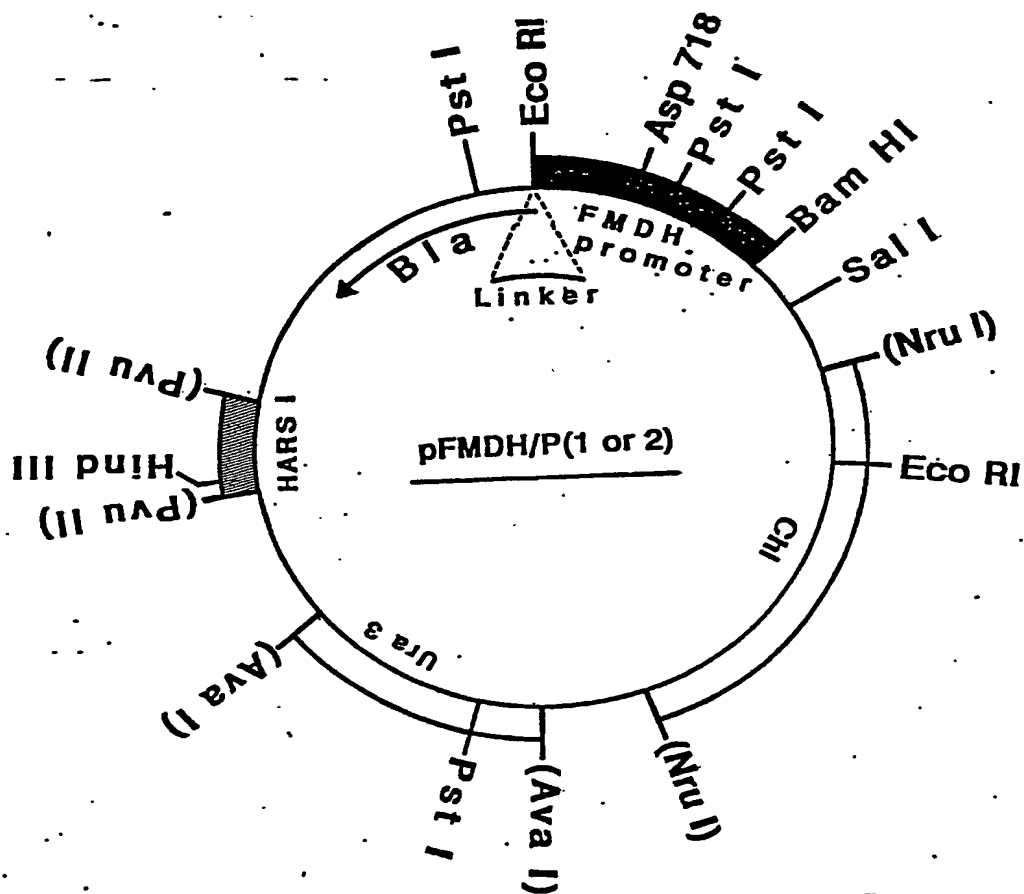 Pst I
Eco RI
Asp 718
Pst I
Pst I
Bam HI
Sal I
(Nru I)
Eco RI
(Nru I)
(Ava I)
Pst I
(Ava I)
(Pvu II)
Hind III
(Pvu II)
Bla
FMDH.
promoter
Linker
HARS I
pFMDH/P(1 or 2)
Chl
Ura 3